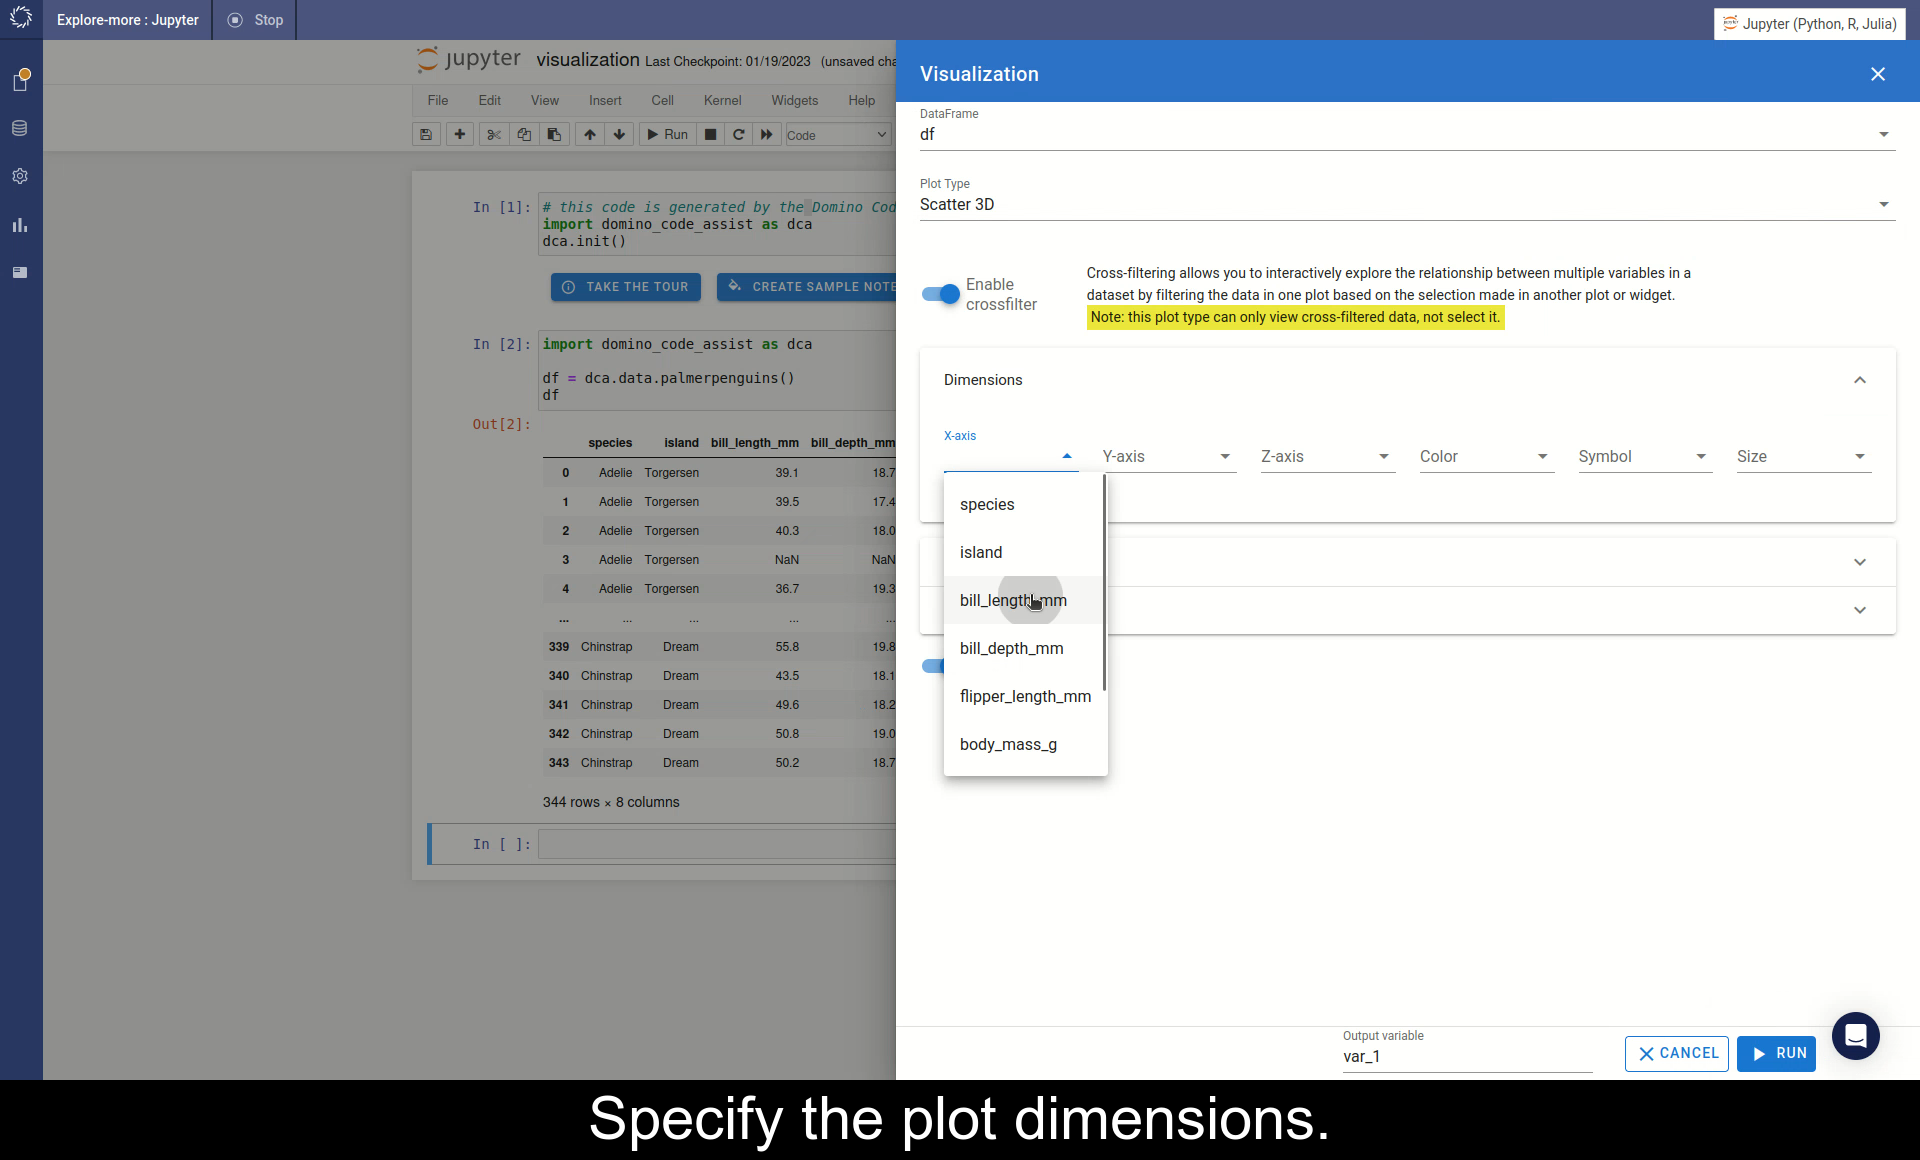 Explore-more : Jupyter
Stop
Jupyter (Python, R, Julia)
jupyter visualization Last Checkpoint: 01/19/2023 (unsaved cha
File Edit View Insert Cell Kernel Widgets Help
Run Code
In [1]: # this code is generated by the Domino Cod
import domino_code_assist as dca
dca.init()
TAKE THE TOUR CREATE SAMPLE NOTE
In [2]: import domino_code_assist as dca
df = dca.data.palmerpenguins()
df
Out[2]:
species island bill_length_mm bill_depth_mm
0 Adelie Torgersen 39.1 18.7
1 Adelie Torgersen 39.5 17.4
2 Adelie Torgersen 40.3 18.0
3 Adelie Torgersen NaN NaN
4 Adelie Torgersen 36.7 19.3
... ... ... ... ...
339 Chinstrap Dream 55.8 19.8
340 Chinstrap Dream 43.5 18.1
341 Chinstrap Dream 49.6 18.2
342 Chinstrap Dream 50.8 19.0
343 Chinstrap Dream 50.2 18.7
344 rows × 8 columns
In [ ]:
Visualization
DataFrame
df
Plot Type
Scatter 3D
Enable
crossfilter
Cross-filtering allows you to interactively explore the relationship between multiple variables in a
dataset by filtering the data in one plot based on the selection made in another plot or widget.
Note: this plot type can only view cross-filtered data, not select it.
Dimensions
X-axis
Y-axis Z-axis Color Symbol Size
species
island
bill_length_mm
bill_depth_mm
flipper_length_mm
body_mass_g
Output variable
var_1
CANCEL
RUN
Specify the plot dimensions.